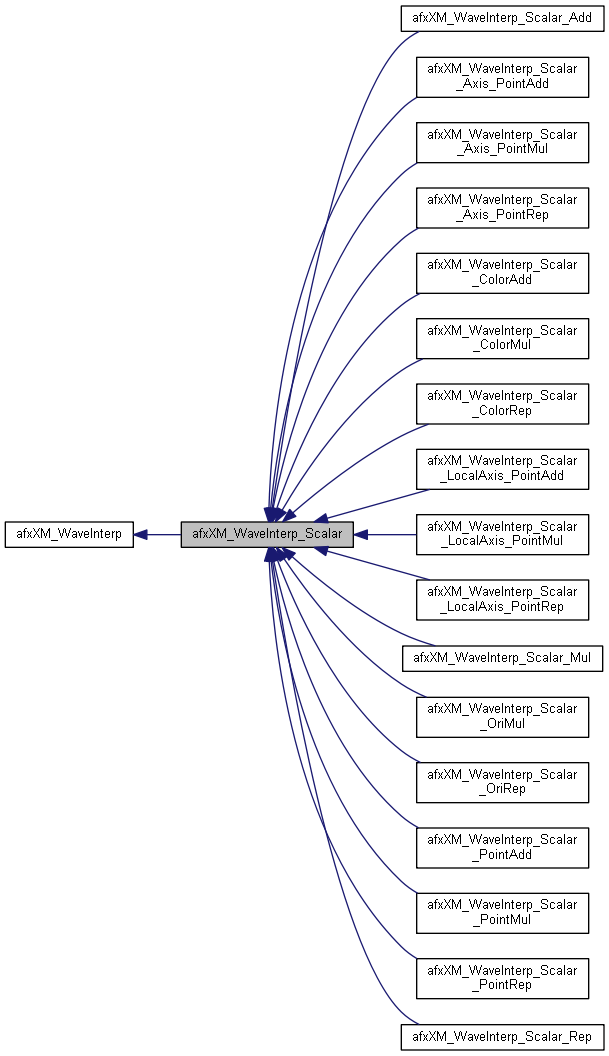 afxXM_WaveInterp_Scalar_Add
afxXM_WaveInterp_Scalar
_Axis_PointAdd
afxXM_WaveInterp_Scalar
_Axis_PointMul
afxXM_WaveInterp_Scalar
_Axis_PointRep
afxXM_WaveInterp_Scalar
_ColorAdd
afxXM_WaveInterp_Scalar
_ColorMul
afxXM_WaveInterp_Scalar
_ColorRep
afxXM_WaveInterp_Scalar
_LocalAxis_PointAdd
afxXM_WaveInterp
afxXM_WaveInterp_Scalar
afxXM_WaveInterp_Scalar
_LocalAxis_PointMul
afxXM_WaveInterp_Scalar
_LocalAxis_PointRep
afxXM_WaveInterp_Scalar_Mul
afxXM_WaveInterp_Scalar
_OriMul
afxXM_WaveInterp_Scalar
_OriRep
afxXM_WaveInterp_Scalar
_PointAdd
afxXM_WaveInterp_Scalar
_PointMul
afxXM_WaveInterp_Scalar
_PointRep
afxXM_WaveInterp_Scalar_Rep